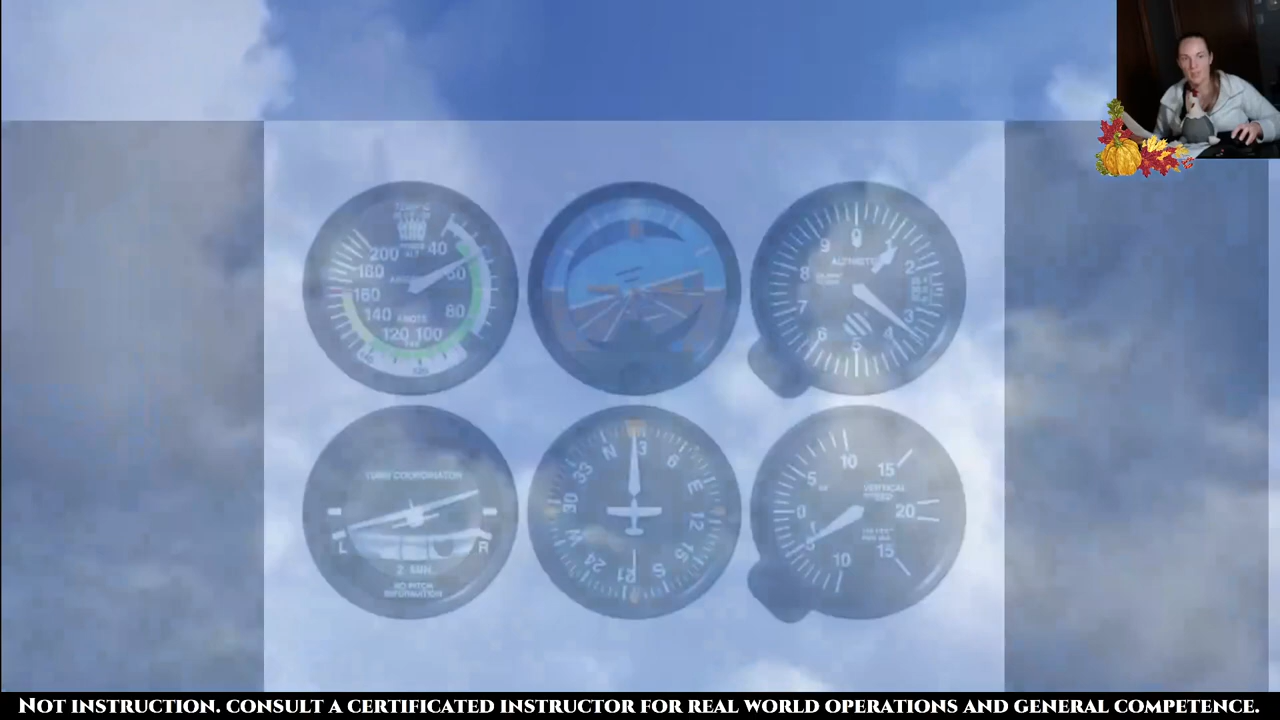 200
40
180
60
160
140
80
KNOTS
120
100
9
0
1
8
ALTIMETER
2
7
3
6
5
4
TURN COORDINATOR
L
R
2 MIN.
NO PITCH
INFORMATION
N
3
6
E
12
15
S
21
24
W
30
33
10
5
15
VERTICAL
SPEED
0
20
5
10
15
NOT INSTRUCTION. CONSULT A CERTIFICATED INSTRUCTOR FOR REAL WORLD OPERATIONS AND GENERAL COMPETENCE.